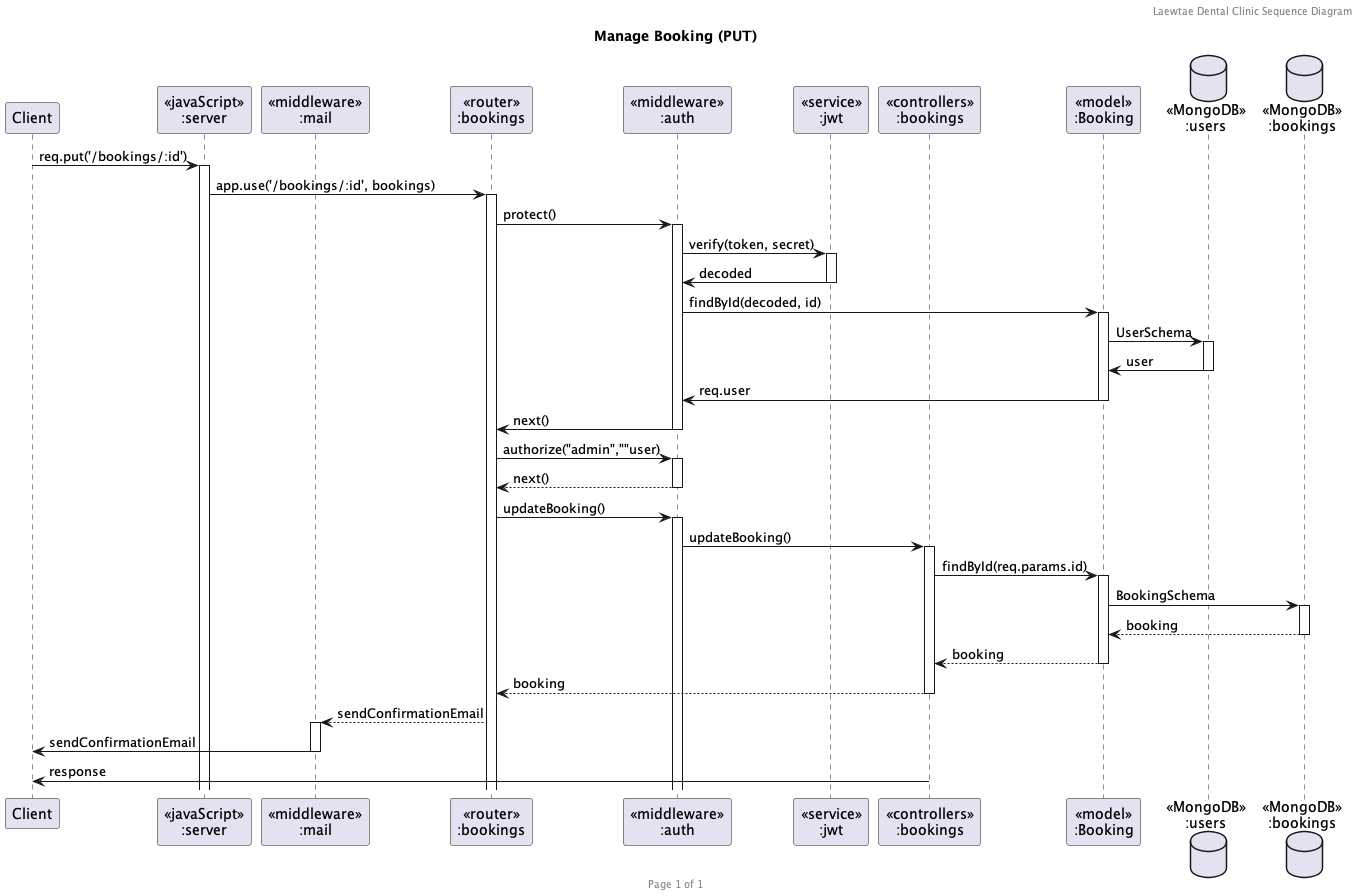 Laewtae Dental Clinic Sequence Diagram
Manage Booking (PUT)
Client
«javaScript»
:server
«middleware»
:mail
«router»
:bookings
«middleware»
:auth
«service»
:jwt
«controllers»
:bookings
«model»
:Booking
«MongoDB»
:users
«MongoDB»
:bookings
req.put('/bookings/:id')
app.use('/bookings/:id', bookings)
protect()
verify(token, secret)
decoded
findById(decoded, id)
UserSchema
user
req.user
next()
authorize("admin",""user)
next()
updateBooking()
updateBooking()
findById(req.params.id)
BookingSchema
booking
booking
booking
sendConfirmationEmail
sendConfirmationEmail
response
Client
«javaScript»
:server
«middleware»
:mail
«router»
:bookings
«middleware»
:auth
«service»
:jwt
«controllers»
:bookings
«model»
:Booking
«MongoDB»
:users
«MongoDB»
:bookings
Page 1 of 1